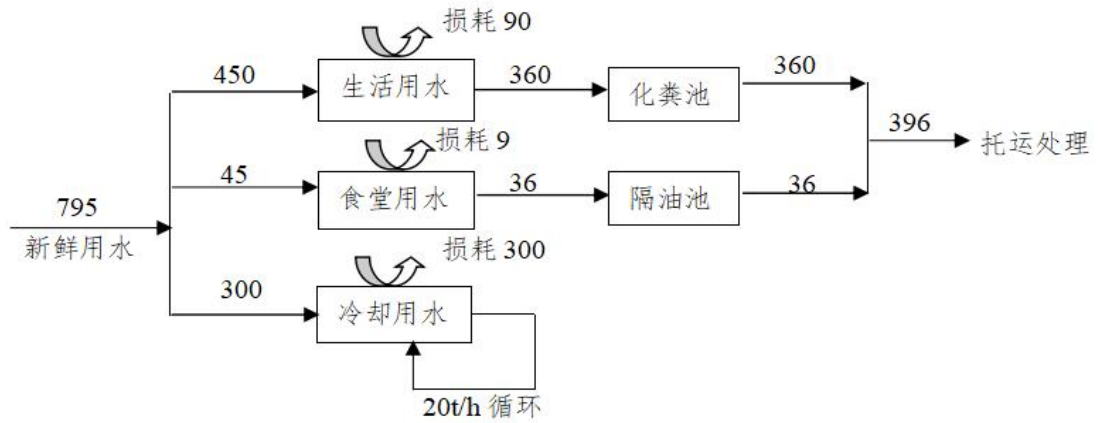 损耗 90
450
生活用水
360
化粪池
360
损耗 9
396
托运处理
45
食堂用水
36
隔油池
36
795
新鲜用水
损耗 300
300
冷却用水
20t/h 循环